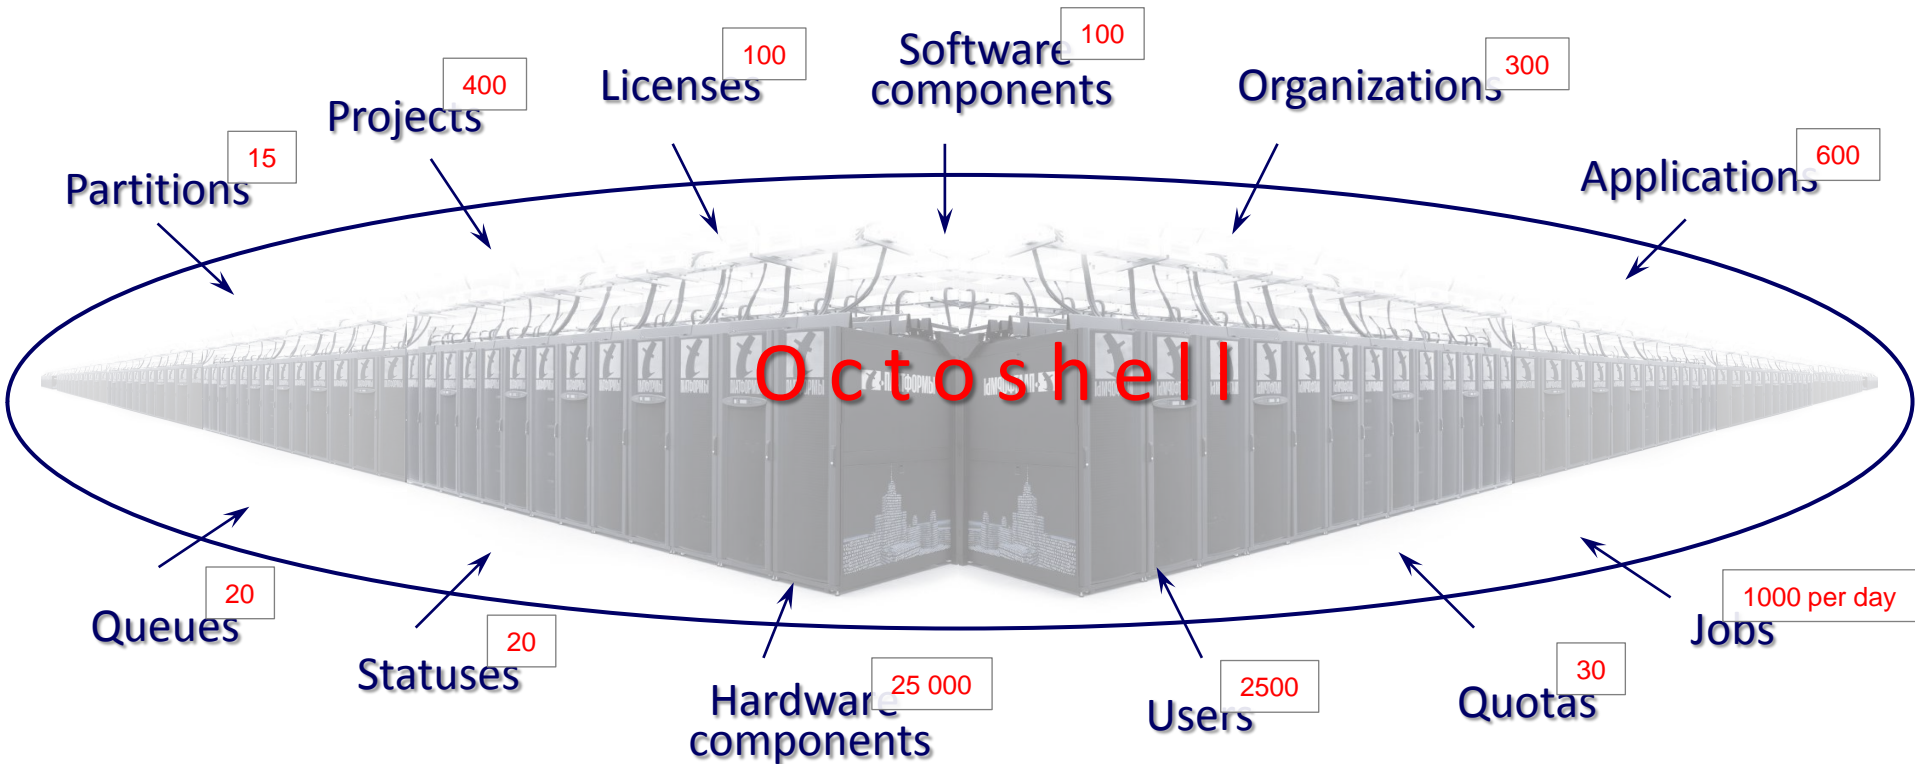 100
Software
components
100
Licenses
300
Organizations
400
Projects
15
Partitions
600
Applications
Octoshell
20
Queues
20
Statuses
25 000
Hardware
components
2500
Users
30
Quotas
1000 per day
Jobs